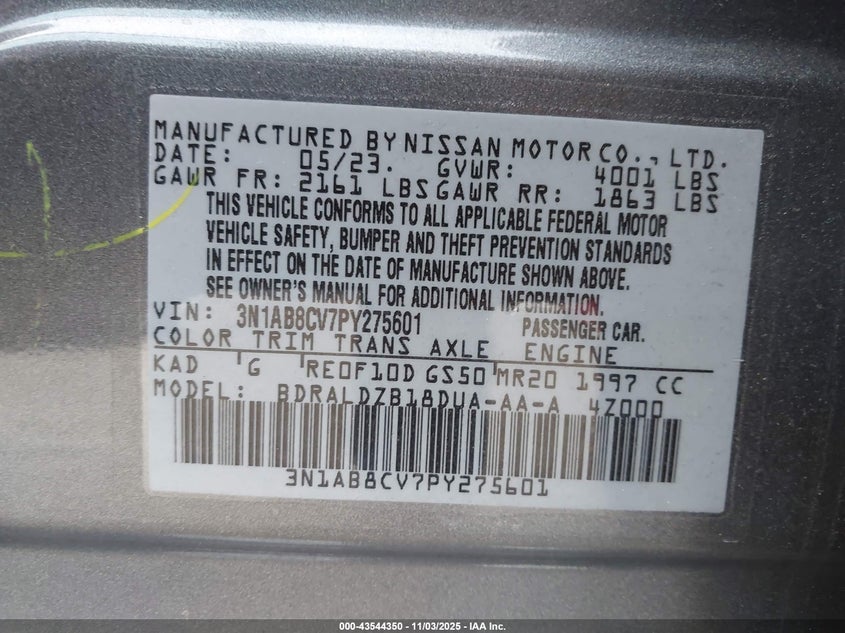 MANUFACTURED BY NISSAN MOTOR CO., LTD.
DATE: 05/23. GVWR: 4001 LBS
GAWR FR: 2161 LBS GAWR RR: 1863 LBS
THIS VEHICLE CONFORMS TO ALL APPLICABLE FEDERAL MOTOR
VEHICLE SAFETY, BUMPER AND THEFT PREVENTION STANDARDS
IN EFFECT ON THE DATE OF MANUFACTURE SHOWN ABOVE.
SEE OWNER'S MANUAL FOR ADDITIONAL INFORMATION.
VIN: 3N1AB8CV7PY275601 PASSENGER CAR.
COLOR TRIM TRANS AXLE ENGINE
KAD G RE0F10D GS50 MR20 1997 CC
MODEL: BDRALDZB18DUA-AA-A 4Z000
3N1AB8CV7PY275601
000-43544350 | 11/03/2025 - IAA Inc.